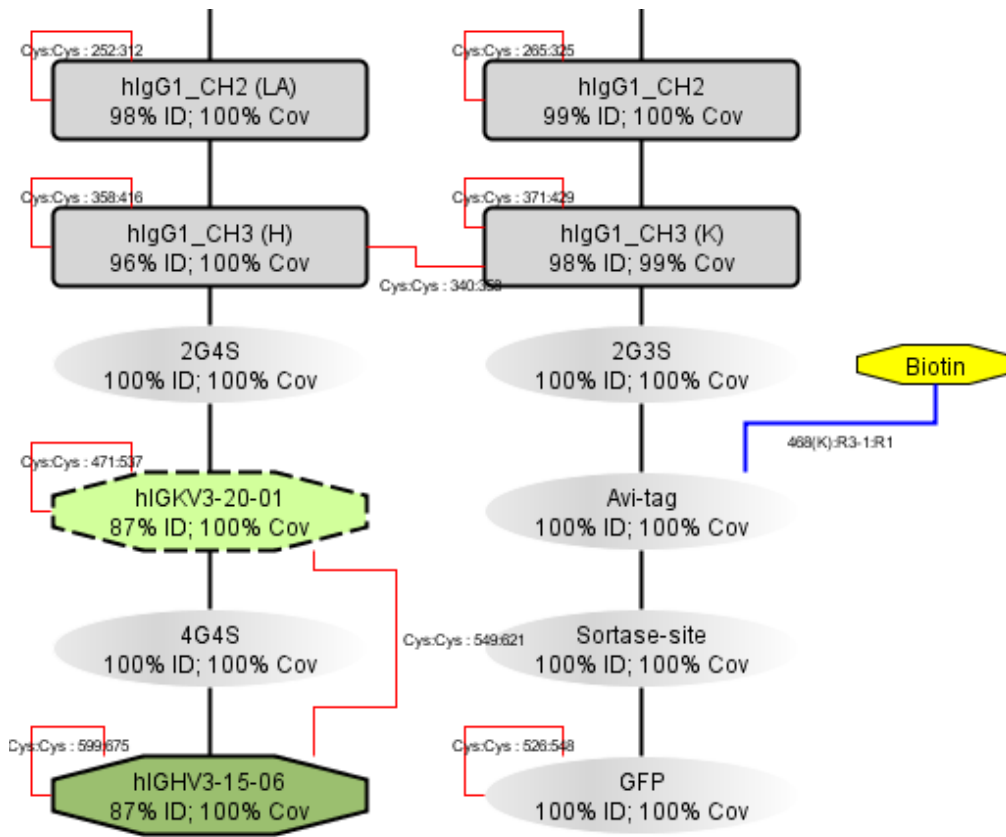 Cys:Cys : 252:312
Cys:Cys : 265:325
hIgG1_CH2 (LA)
98% ID; 100% Cov
hIgG1_CH2
99% ID; 100% Cov
Cys:Cys : 358:416
Cys:Cys : 371:429
hIgG1_CH3 (H)
96% ID; 100% Cov
hIgG1_CH3 (K)
98% ID; 99% Cov
Cys:Cys : 340:358
2G4S
100% ID; 100% Cov
2G3S
100% ID; 100% Cov
Biotin
468(K):R3-1:R1
Cys:Cys : 471:537
hIGKV3-20-01
87% ID; 100% Cov
Avi-tag
100% ID; 100% Cov
4G4S
100% ID; 100% Cov
Cys:Cys : 549:621
Sortase-site
100% ID; 100% Cov
Cys:Cys : 599:675
Cys:Cys : 526:548
hIGHV3-15-06
87% ID; 100% Cov
GFP
100% ID; 100% Cov